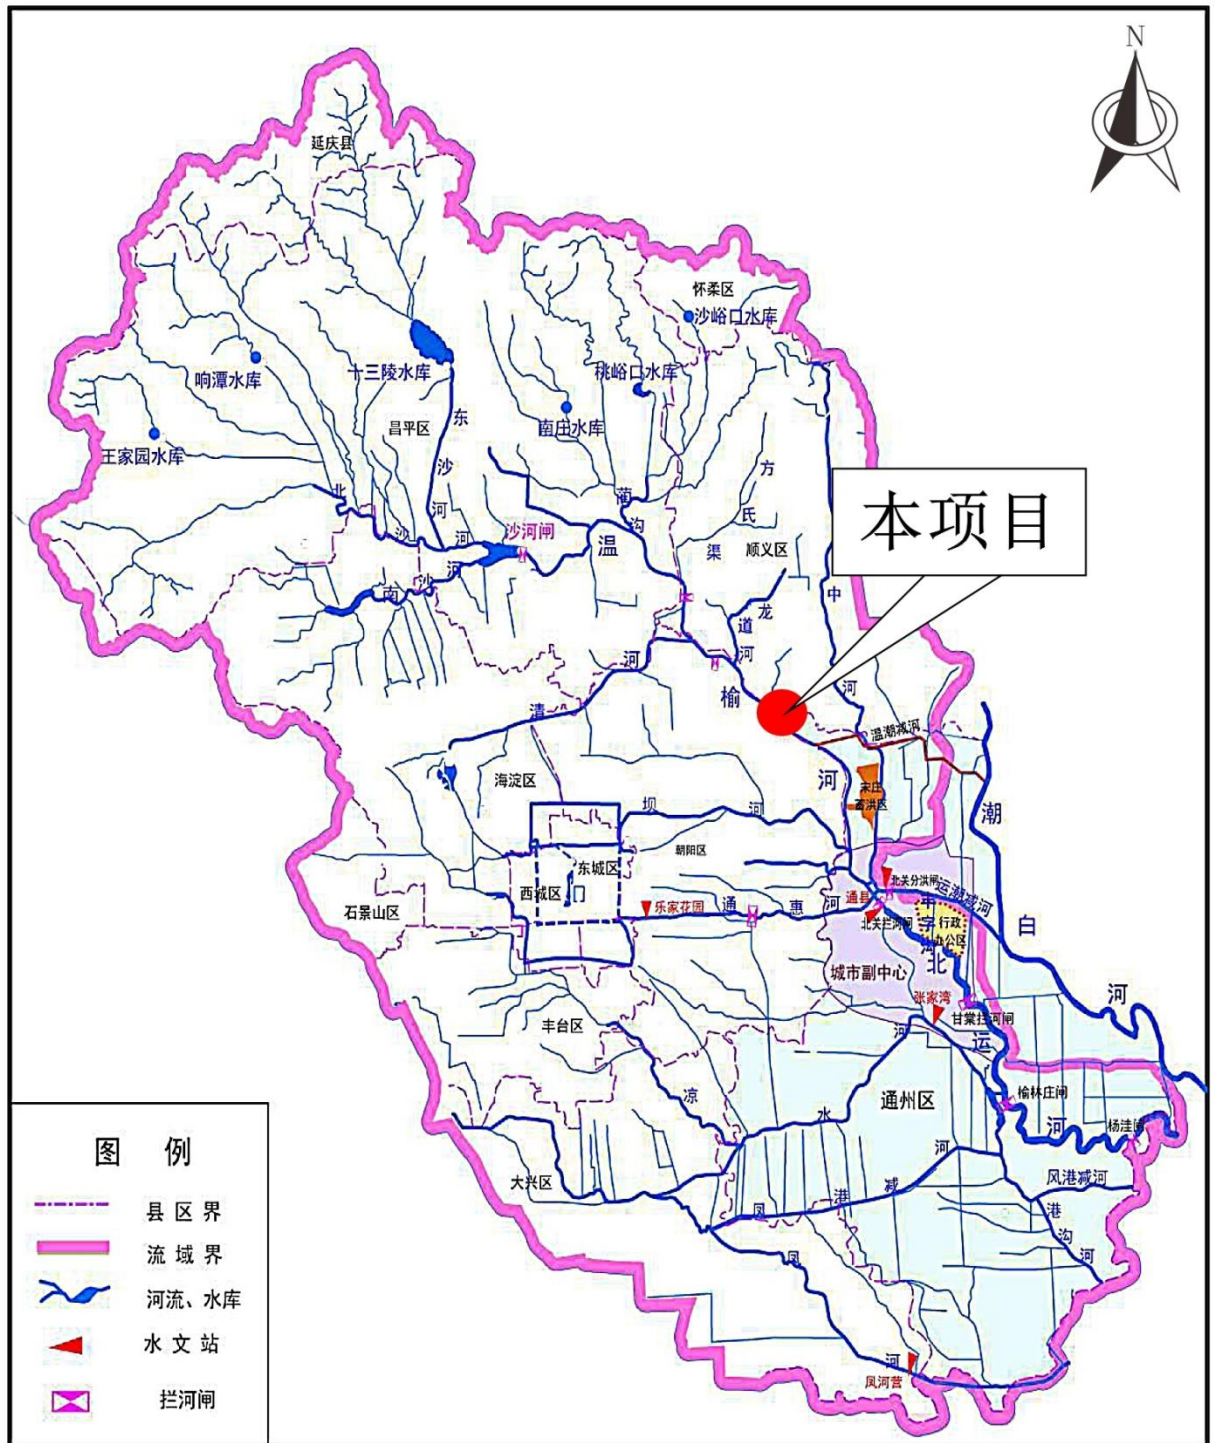 N
延庆县
怀柔区
沙峪口水库
响潭水库
十三陵水库
桃峪口水库
南庄水库
昌平区
王家园水库
东沙河
北沙河
南沙河
沙河闸
蔺沟
方氏渠
顺义区
龙道河
中河
本项目
温榆河
清河
温潮减河
宋庄
蓄洪区
潮白河
海淀区
坝河
朝阳区
东城区
西城区
石景山区
乐家花园
通惠河
通县
北关分洪闸
运潮减河
北关拦河闸
行政
办公区
城市副中心
张家湾
甘棠拦河闸
北运河
丰台区
凉水河
通州区
榆林庄闸
杨洼闸
大兴区
凤港减河
风港减河
港沟河
凤河
凤河营
图 例
县区界
流域界
河流、水库
水文站
拦河闸